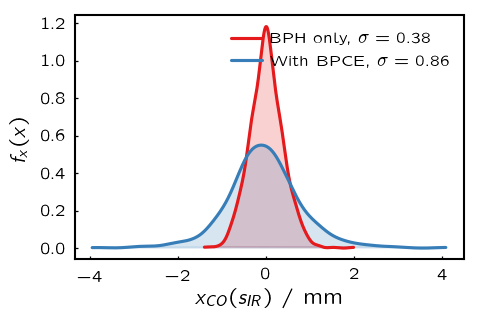 1.2
1.0
0.8
0.6
0.4
0.2
0.0
f_x(x)
BPH only, σ = 0.38
With BPCE, σ = 0.86
−4 −2 0 2 4
x_CO(s_IR) / mm